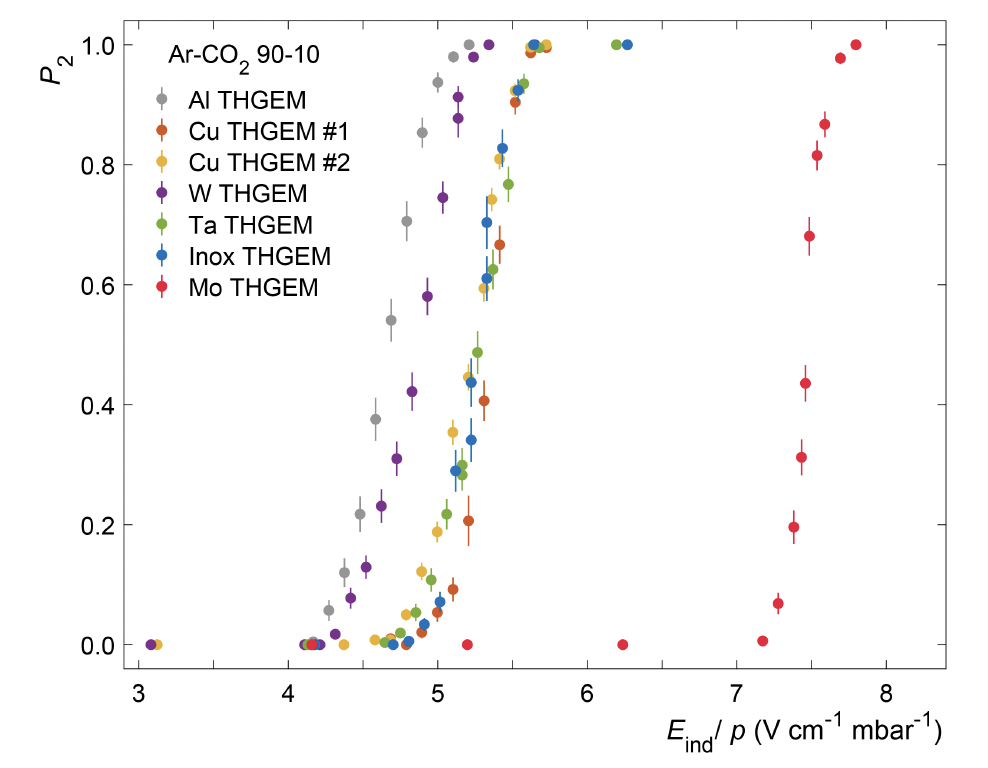 P2
1.0
0.8
0.6
0.4
0.2
0.0
Ar-CO2 90-10
Al THGEM
Cu THGEM #1
Cu THGEM #2
W THGEM
Ta THGEM
Inox THGEM
Mo THGEM
3 4 5 6 7 8
Eind/ p (V cm-1 mbar-1)